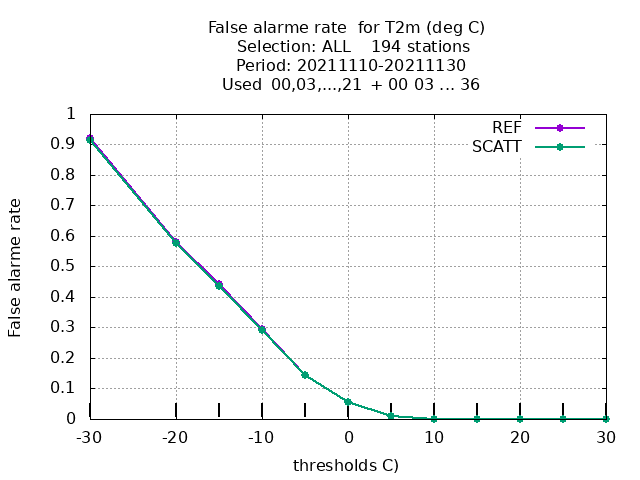 False alarme rate  for T2m (deg C)
Selection: ALL    194 stations
Period: 20211110-20211130
Used  00,03,...,21  + 00 03 ... 36
REF
SCATT
False alarme rate
1
0.9
0.8
0.7
0.6
0.5
0.4
0.3
0.2
0.1
0
-30 -20 -10 0 10 20 30
thresholds C)